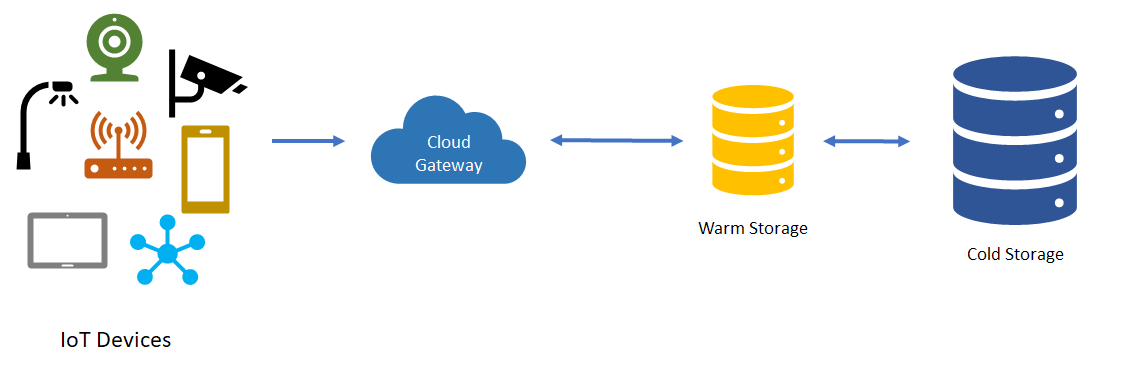 Cloud
Gateway
Warm Storage
Cold Storage
IoT Devices